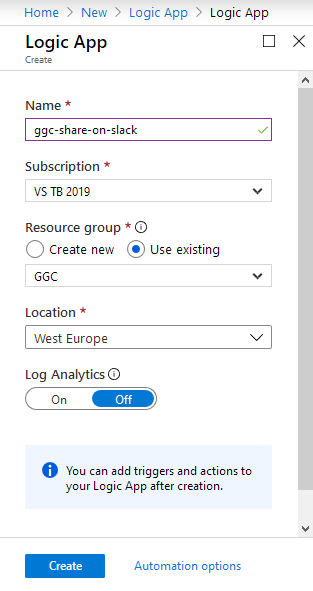 Home > New > Logic App > Logic App
Logic App
Create
Name *
ggc-share-on-slack
Subscription *
VS TB 2019
Resource group *
Create new Use existing
GGC
Location *
West Europe
Log Analytics
On Off
You can add triggers and actions to
your Logic App after creation.
Create Automation options